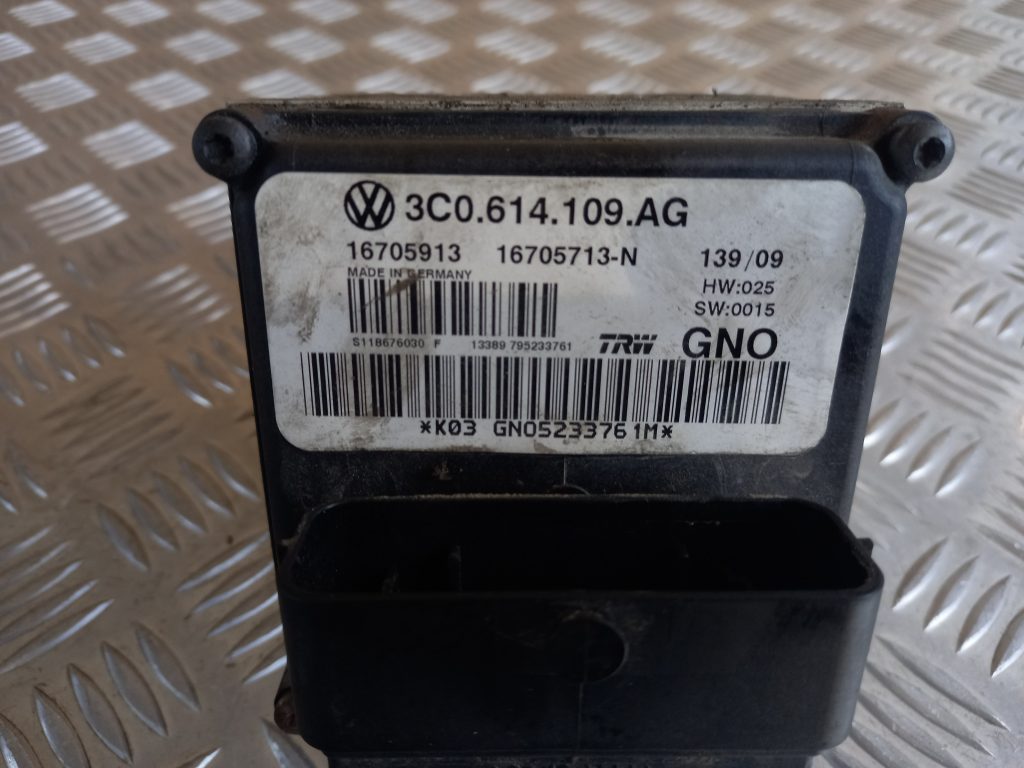 3C0.614.109.AG
16705913 16705713-N 139/09
MADE IN GERMANY
HW:025
SW:0015
S118676030 F 13389 795233761
TRW GNO
*K03 GNO5233761M*